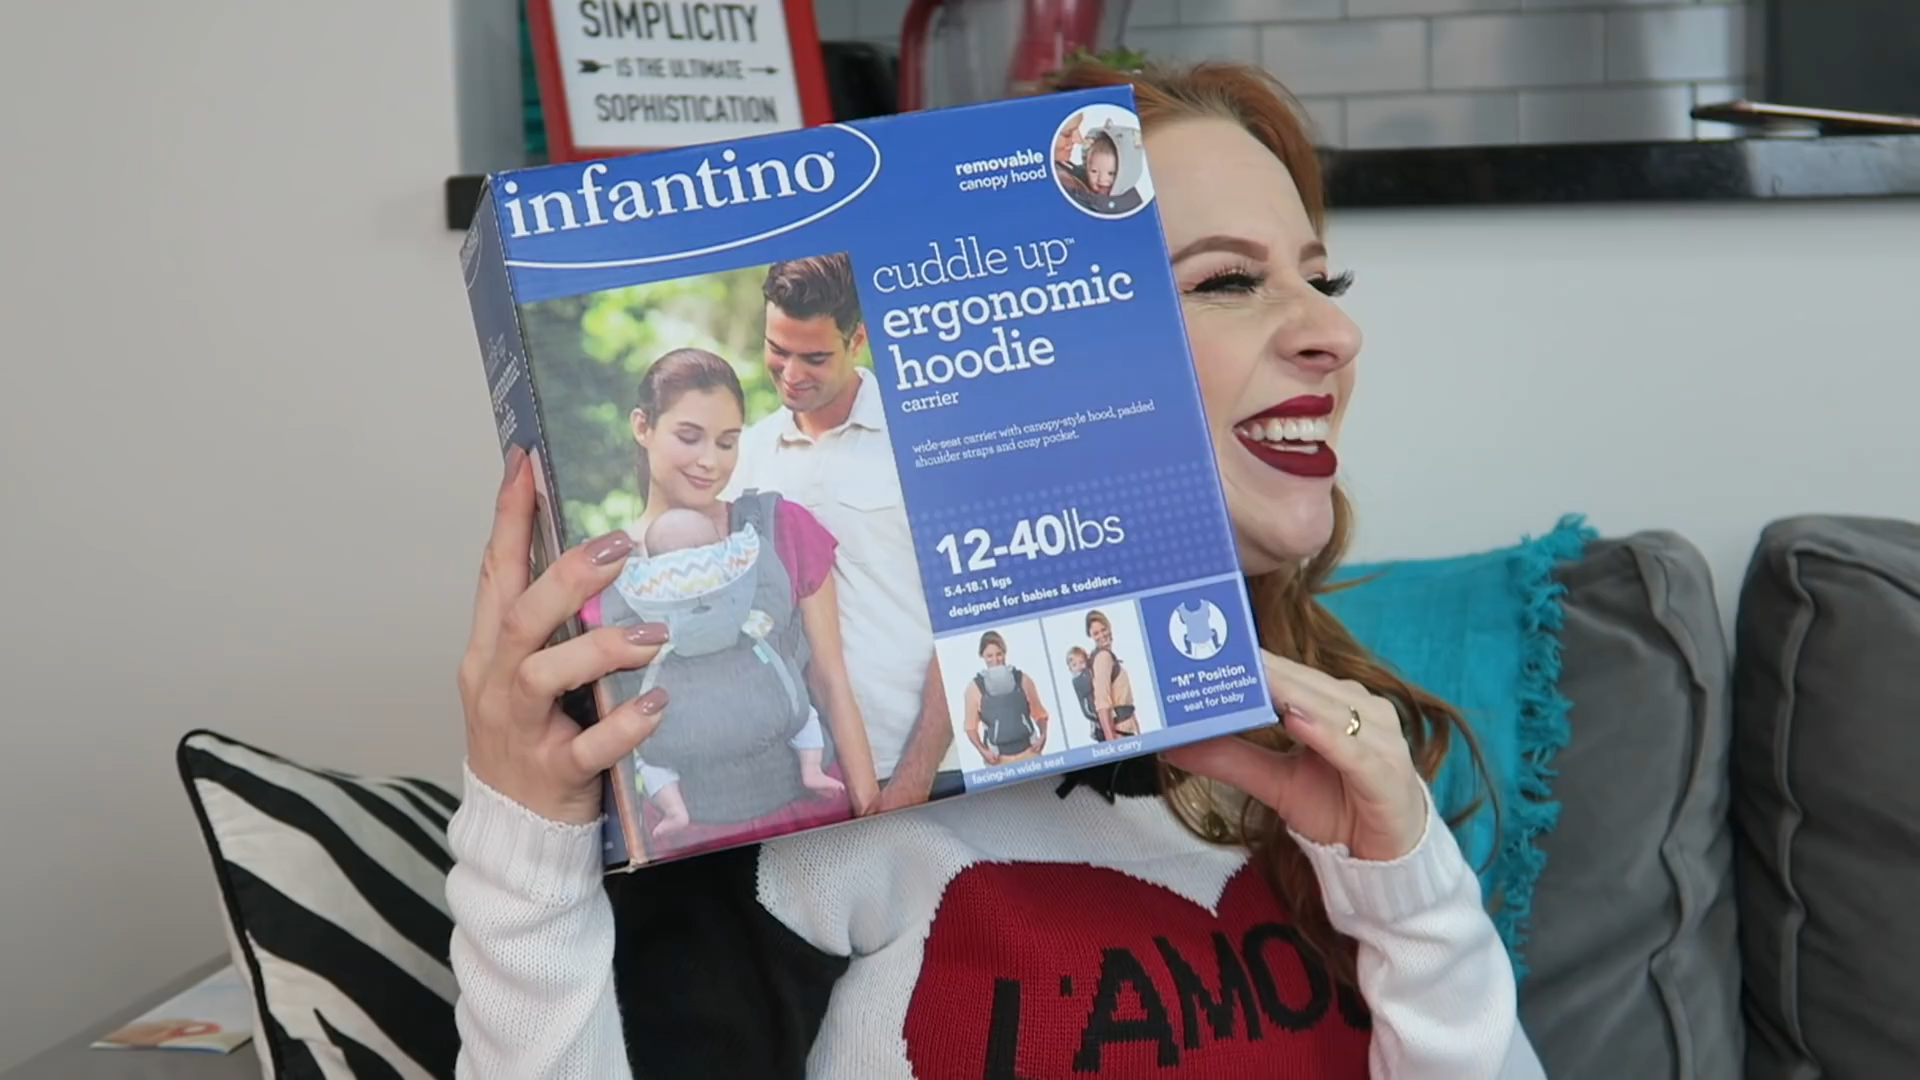 SIMPLICITY
IS THE ULTIMATE
SOPHISTICATION
infantino
removable
canopy hood
cuddle up™
ergonomic
hoodie
carrier
wide-seat carrier with canopy-style hood, padded
shoulder straps and cozy pocket.
12-40lbs
5.4-18.1 kgs
designed for babies & toddlers.
facing-in wide seat
back carry
"M" Position
creates comfortable
seat for baby
L'AMO